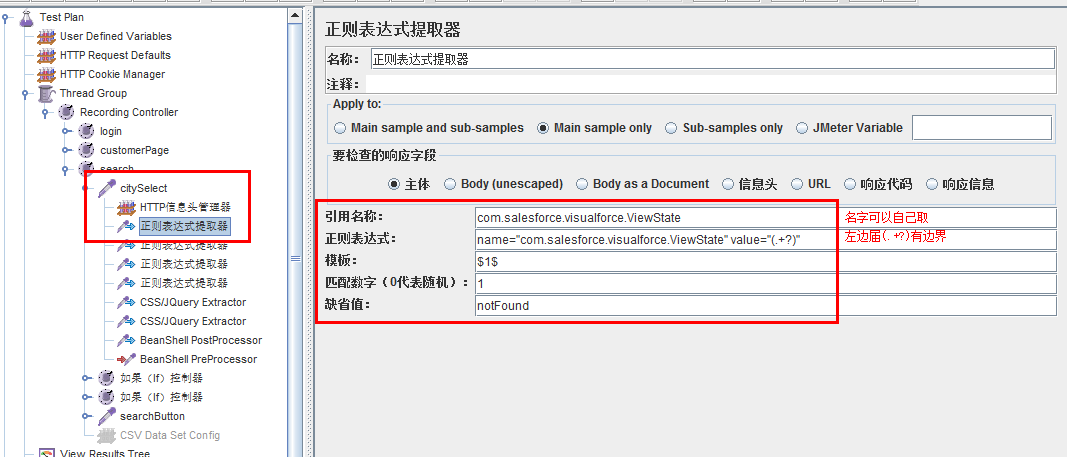 Test Plan
User Defined Variables
HTTP Request Defaults
HTTP Cookie Manager
Thread Group
Recording Controller
login
customerPage
search
citySelect
HTTP信息头管理器
正则表达式提取器
正则表达式提取器
正则表达式提取器
正则表达式提取器
CSS/JQuery Extractor
CSS/JQuery Extractor
BeanShell PostProcessor
BeanShell PreProcessor
如果（If）控制器
如果（If）控制器
searchButton
CSV Data Set Config
View Results Tree
正则表达式提取器
名称： 正则表达式提取器
注释：
Apply to:
Main sample and sub-samples Main sample only Sub-samples only JMeter Variable
要检查的响应字段
主体 Body (unescaped) Body as a Document 信息头 URL 响应代码 响应信息
引用名称： com.salesforce.visualforce.ViewState 名字可以自己取
正则表达式： name="com.salesforce.visualforce.ViewState" value="(.+?)" 左边届(. +?)有边界
模板： $1$
匹配数字（0代表随机）： 1
缺省值： notFound